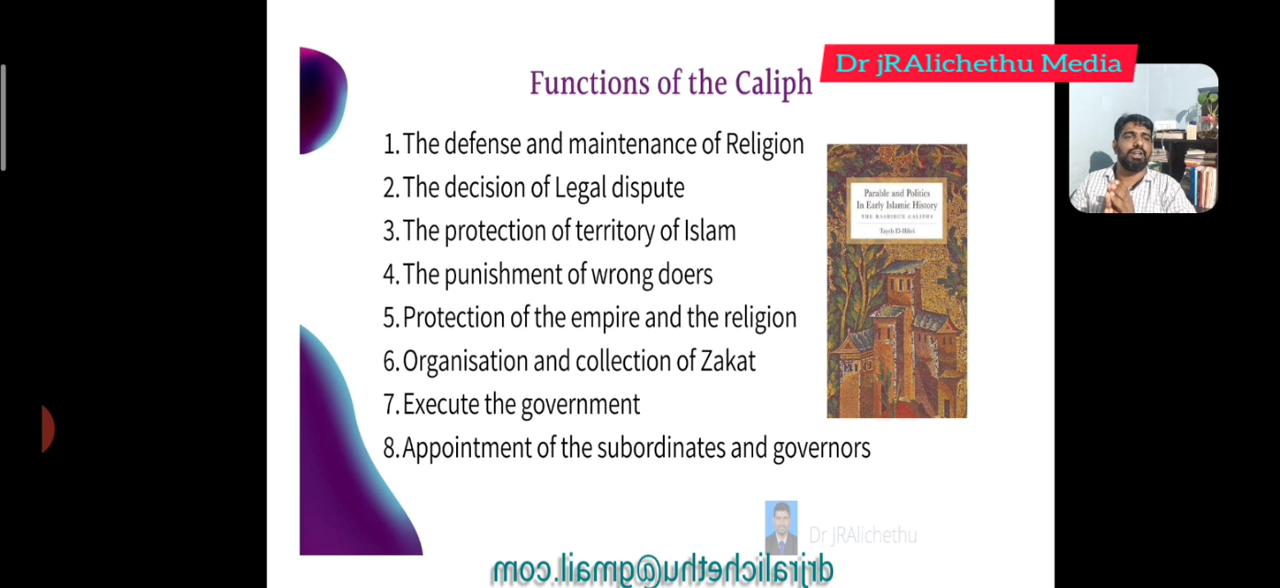 Functions of the Caliph
Dr jRAlichethu Media
1. The defense and maintenance of Religion
2. The decision of Legal dispute
3. The protection of territory of Islam
4. The punishment of wrong doers
5. Protection of the empire and the religion
6. Organisation and collection of Zakat
7. Execute the government
8. Appointment of the subordinates and governors
Parable and Politics
In Early Islamic History
THE RASHIDUN CALIPHS
Tayeb El-Hibri
Dr JRAlichethu
drjralichethu@gmail.com